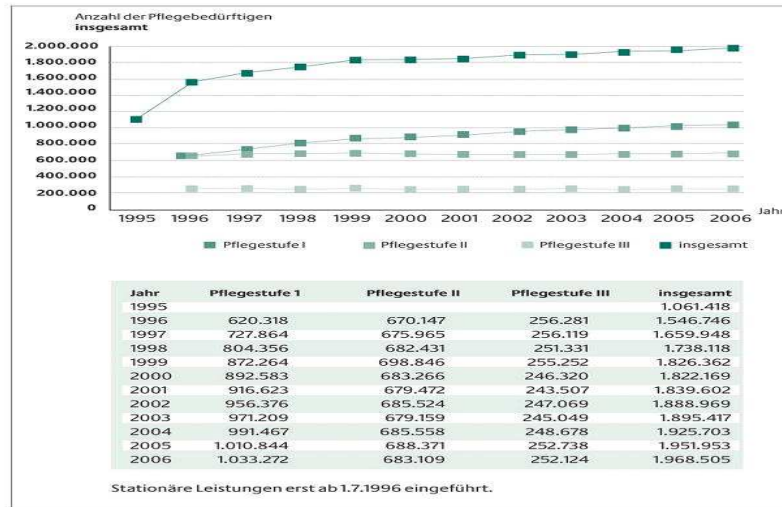 Anzahl der Pflegebedürftigen
insgesamt
2.000.000
1.800.000
1.600.000
1.400.000
1.200.000
1.000.000
800.000
600.000
400.000
200.000
0
1995 1996 1997 1998 1999 2000 2001 2002 2003 2004 2005 2006
Jahr
Pflegestufe I Pflegestufe II Pflegestufe III insgesamt
Jahr Pflegestufe 1 Pflegestufe II Pflegestufe III insgesamt
1995 1.061.418
1996 620.318 670.147 256.281 1.546.746
1997 727.864 675.965 256.119 1.659.948
1998 804.356 682.431 251.331 1.738.118
1999 872.264 698.846 255.252 1.826.362
2000 892.583 683.266 246.320 1.822.169
2001 916.623 679.472 243.507 1.839.602
2002 956.376 685.524 247.069 1.888.969
2003 971.209 679.159 245.049 1.895.417
2004 991.467 685.558 248.678 1.925.703
2005 1.010.844 688.371 252.738 1.951.953
2006 1.033.272 683.109 252.124 1.968.505
Stationäre Leistungen erst ab 1.7.1996 eingeführt.